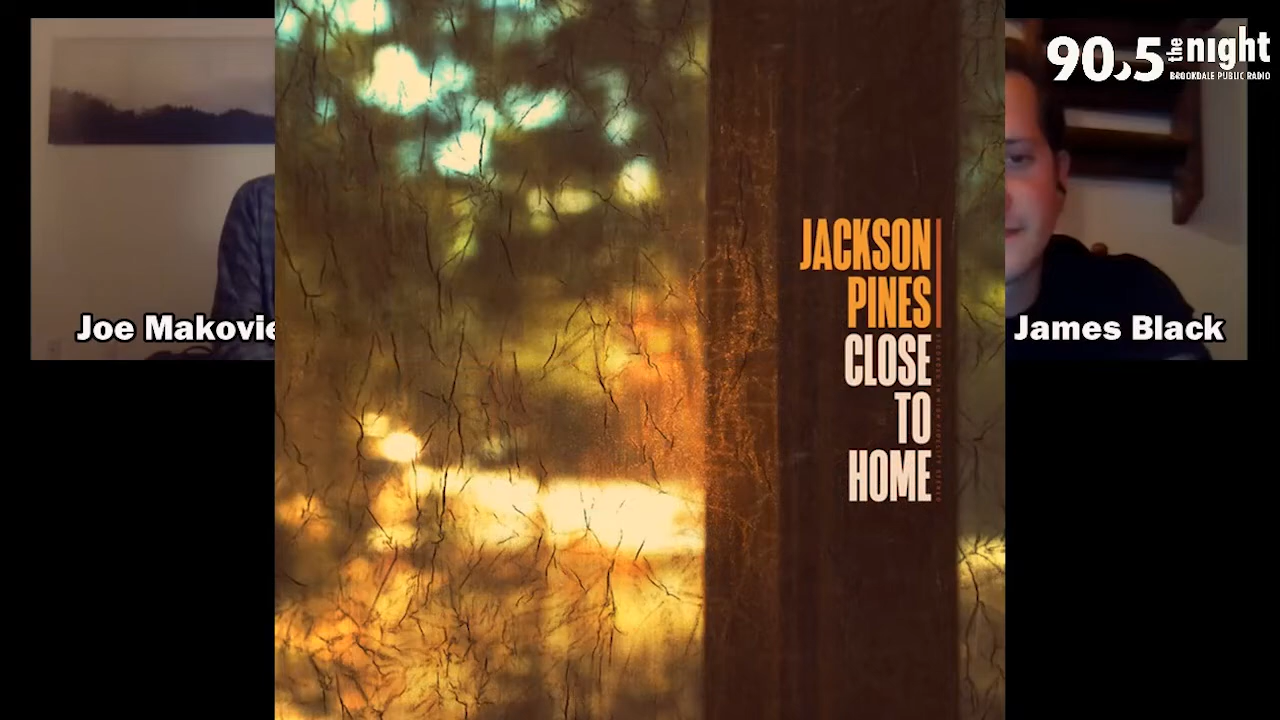 90.5 the night
BROOKDALE PUBLIC RADIO
JACKSON
PINES
CLOSE
TO
HOME
Joe Makovie
James Black